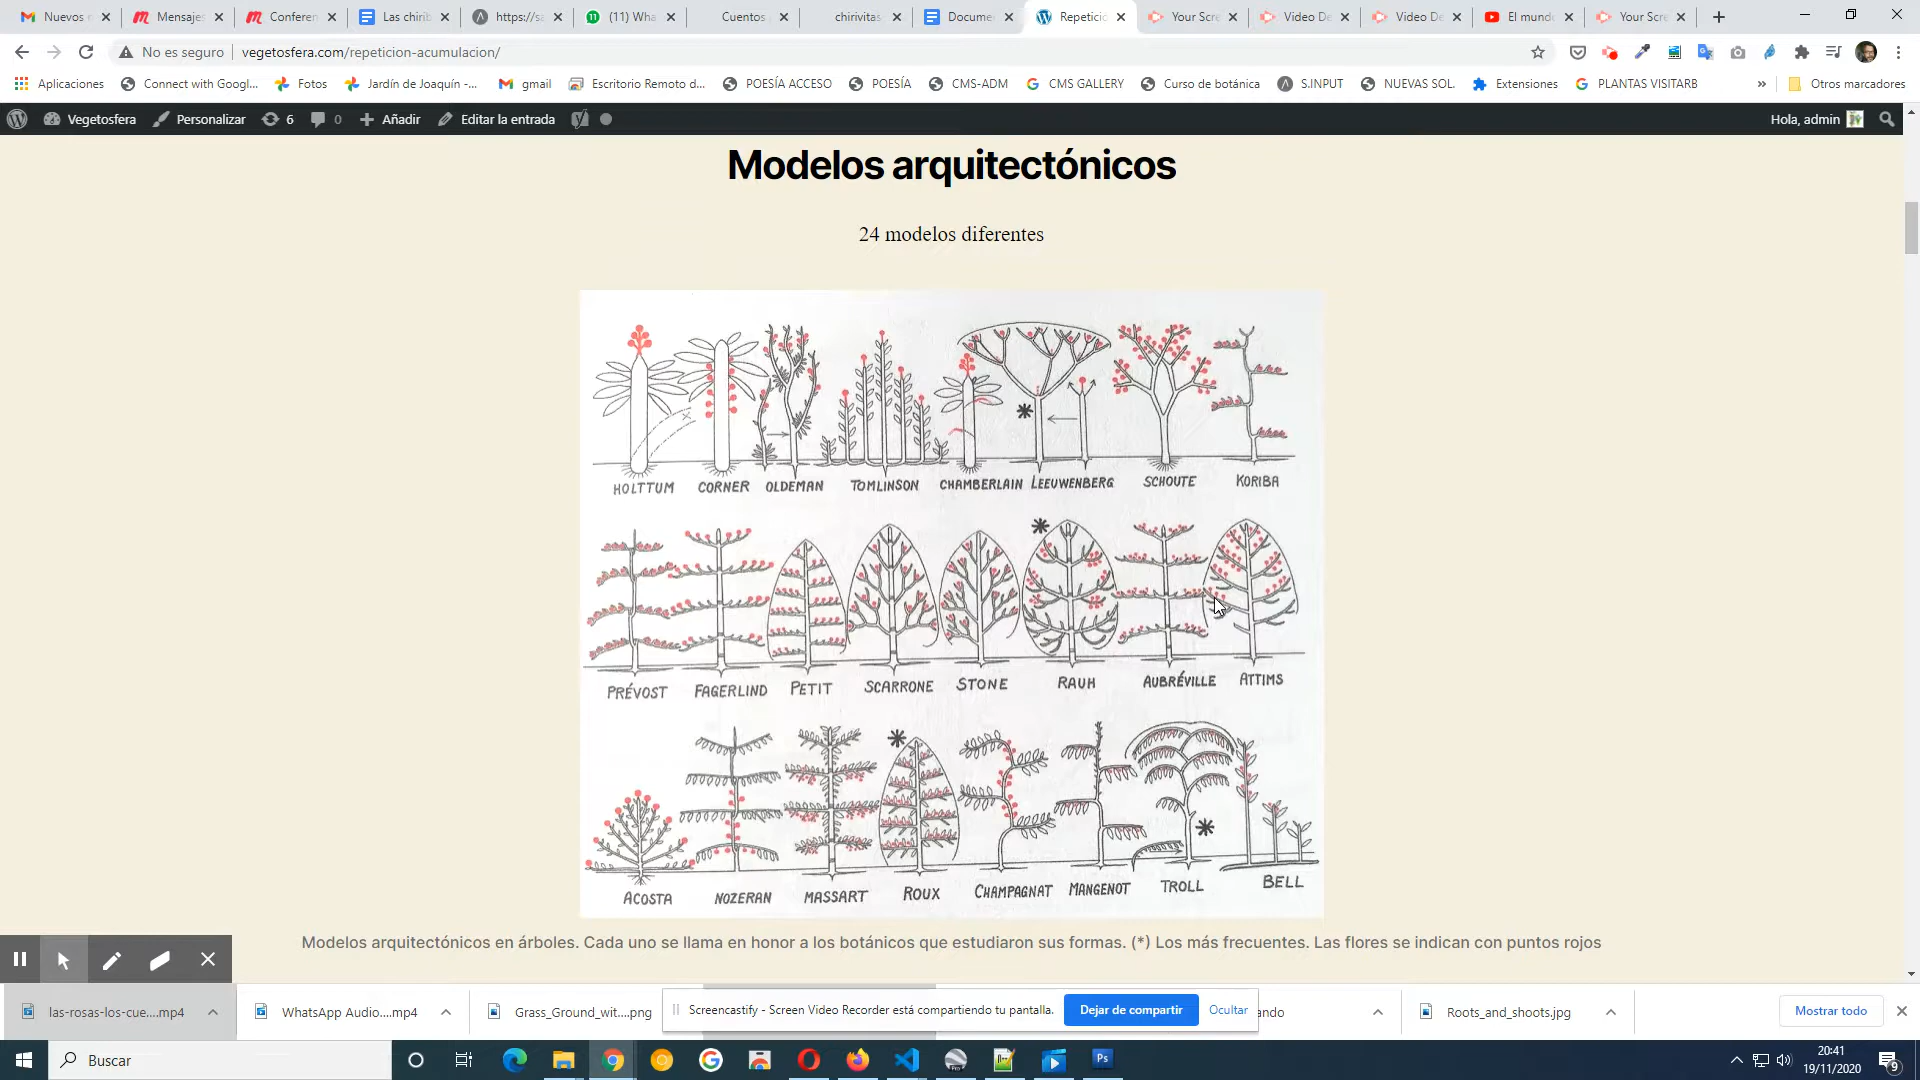 Nuevos
Mensajes
Conferen
Las chirib
https://sa
(11) Wha
Cuentos
chirivitas
Docume
Repetició
Your Scre
Video De
Video De
El mundo
Your Scre
No es seguro | vegetosfera.com/repeticion-acumulacion/
Aplicaciones
Connect with Googl...
Fotos
Jardín de Joaquín -...
gmail
Escritorio Remoto d...
POESÍA ACCESO
POESÍA
CMS-ADM
CMS GALLERY
Curso de botánica
S.INPUT
NUEVAS SOL.
Extensiones
PLANTAS VISITARB
»
Otros marcadores
Vegetosfera
Personalizar
6
0
Añadir
Editar la entrada
Hola, admin
Modelos arquitectónicos
24 modelos diferentes
HOLTTUM CORNER OLDEMAN TOMLINSON CHAMBERLAIN LEEUWENBERG SCHOUTE KORIBA
PRÉVOST FAGERLIND PETIT SCARRONE STONE RAUH AUBRÉVILLE ATTIMS
ACOSTA NOZERAN MASSART ROUX CHAMPAGNAT MANGENOT TROLL BELL
Modelos arquitectónicos en árboles. Cada uno se llama en honor a los botánicos que estudiaron sus formas. (*) Los más frecuentes. Las flores se indican con puntos rojos
las-rosas-los-cue....mp4
WhatsApp Audio....mp4
Grass_Ground_wit....png
Screencastify - Screen Video Recorder está compartiendo tu pantalla.
Dejar de compartir
Ocultar
ando
Roots_and_shoots.jpg
Mostrar todo
Buscar
Ps
20:41
19/11/2020
9